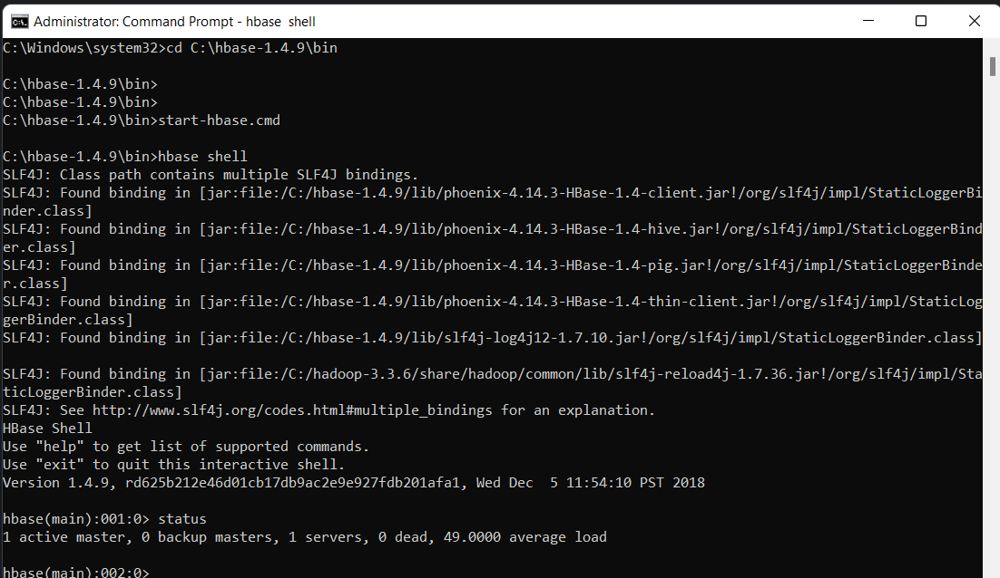 Administrator: Command Prompt - hbase  shell
C:\Windows\system32>cd C:\hbase-1.4.9\bin
C:\hbase-1.4.9\bin>
C:\hbase-1.4.9\bin>
C:\hbase-1.4.9\bin>start-hbase.cmd
C:\hbase-1.4.9\bin>hbase shell
SLF4J: Class path contains multiple SLF4J bindings.
SLF4J: Found binding in [jar:file:/C:/hbase-1.4.9/lib/phoenix-4.14.3-HBase-1.4-client.jar!/org/slf4j/impl/StaticLoggerBi
nder.class]
SLF4J: Found binding in [jar:file:/C:/hbase-1.4.9/lib/phoenix-4.14.3-HBase-1.4-hive.jar!/org/slf4j/impl/StaticLoggerBind
er.class]
SLF4J: Found binding in [jar:file:/C:/hbase-1.4.9/lib/phoenix-4.14.3-HBase-1.4-pig.jar!/org/slf4j/impl/StaticLoggerBinde
r.class]
SLF4J: Found binding in [jar:file:/C:/hbase-1.4.9/lib/phoenix-4.14.3-HBase-1.4-thin-client.jar!/org/slf4j/impl/StaticLog
gerBinder.class]
SLF4J: Found binding in [jar:file:/C:/hbase-1.4.9/lib/slf4j-log4j12-1.7.10.jar!/org/slf4j/impl/StaticLoggerBinder.class]
SLF4J: Found binding in [jar:file:/C:/hadoop-3.3.6/share/hadoop/common/lib/slf4j-reload4j-1.7.36.jar!/org/slf4j/impl/Sta
ticLoggerBinder.class]
SLF4J: See http://www.slf4j.org/codes.html#multiple_bindings for an explanation.
HBase Shell
Use "help" to get list of supported commands.
Use "exit" to quit this interactive shell.
Version 1.4.9, rd625b212e46d01cb17db9ac2e9e927fdb201afa1, Wed Dec  5 11:54:10 PST 2018
hbase(main):001:0> status
1 active master, 0 backup masters, 1 servers, 0 dead, 49.0000 average load
hbase(main):002:0>